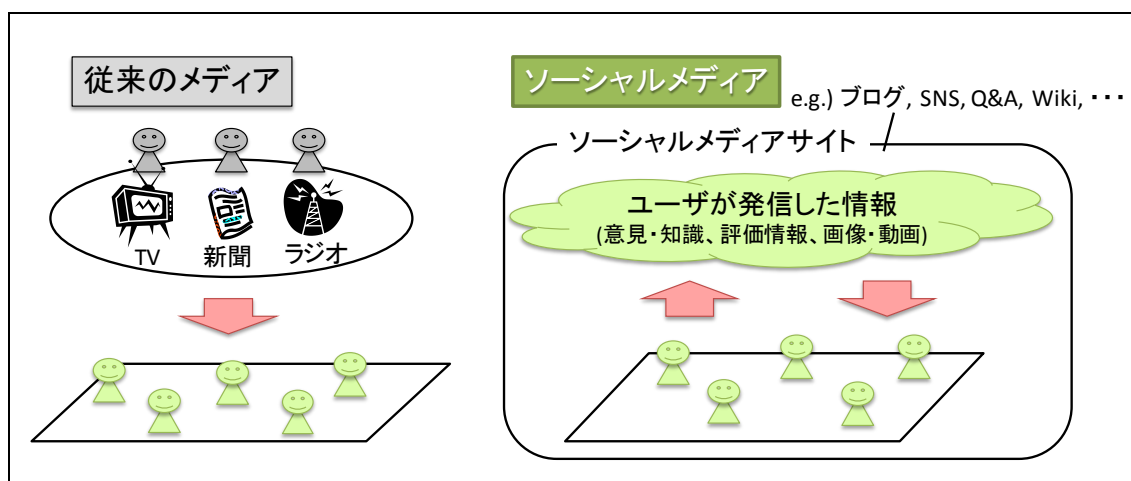 従来のメディア
TV
新聞
ラジオ
ソーシャルメディア
e.g.) ブログ, SNS, Q&A, Wiki, ・・・
ソーシャルメディアサイト
ユーザが発信した情報
(意見・知識、評価情報、画像・動画)